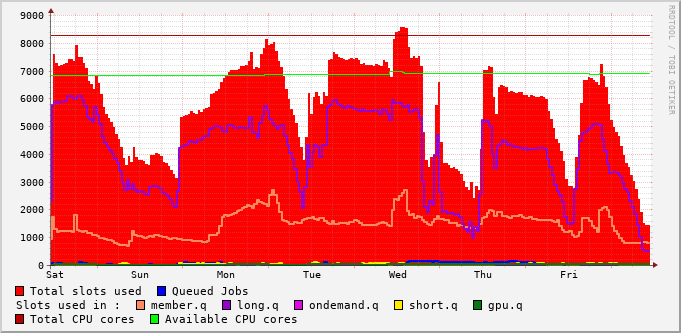 9000
8000
7000
6000
5000
4000
3000
2000
1000
0
Sat Sun Mon Tue Wed Thu Fri
RRDTOOL / TOBI OETIKER
Total slots used Queued Jobs
Slots used in : member.q long.q ondemand.q short.q gpu.q
Total CPU cores Available CPU cores